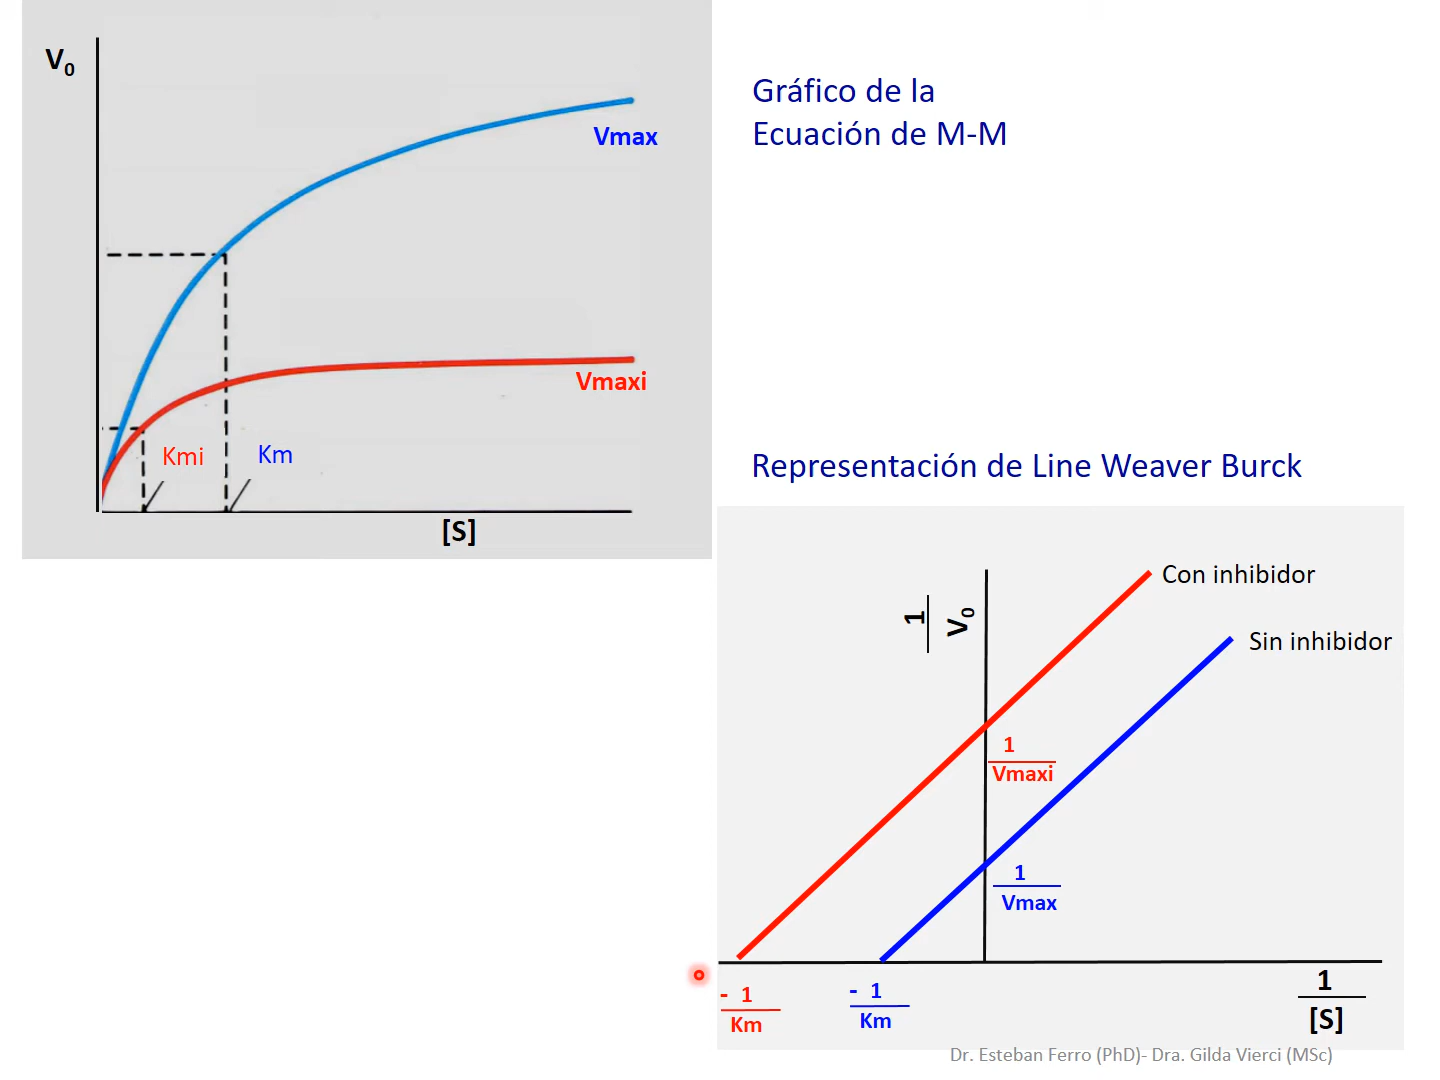 V0
Vmax
Vmaxi
Kmi
Km
[S]
Gráfico de la
Ecuación de M-M
Representación de Line Weaver Burck
Con inhibidor
Sin inhibidor
1
V0
1
Vmaxi
1
Vmax
- 1
Km
- 1
Km
1
[S]
Dr. Esteban Ferro (PhD)- Dra. Gilda Vierci (MSc)